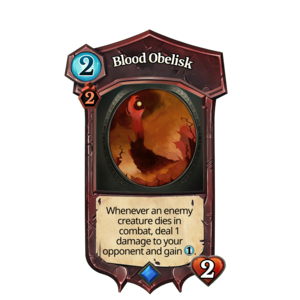 2
Blood Obelisk
2
Whenever an enemy
creature dies in
combat, deal 1
damage to your
opponent and gain 1.
2